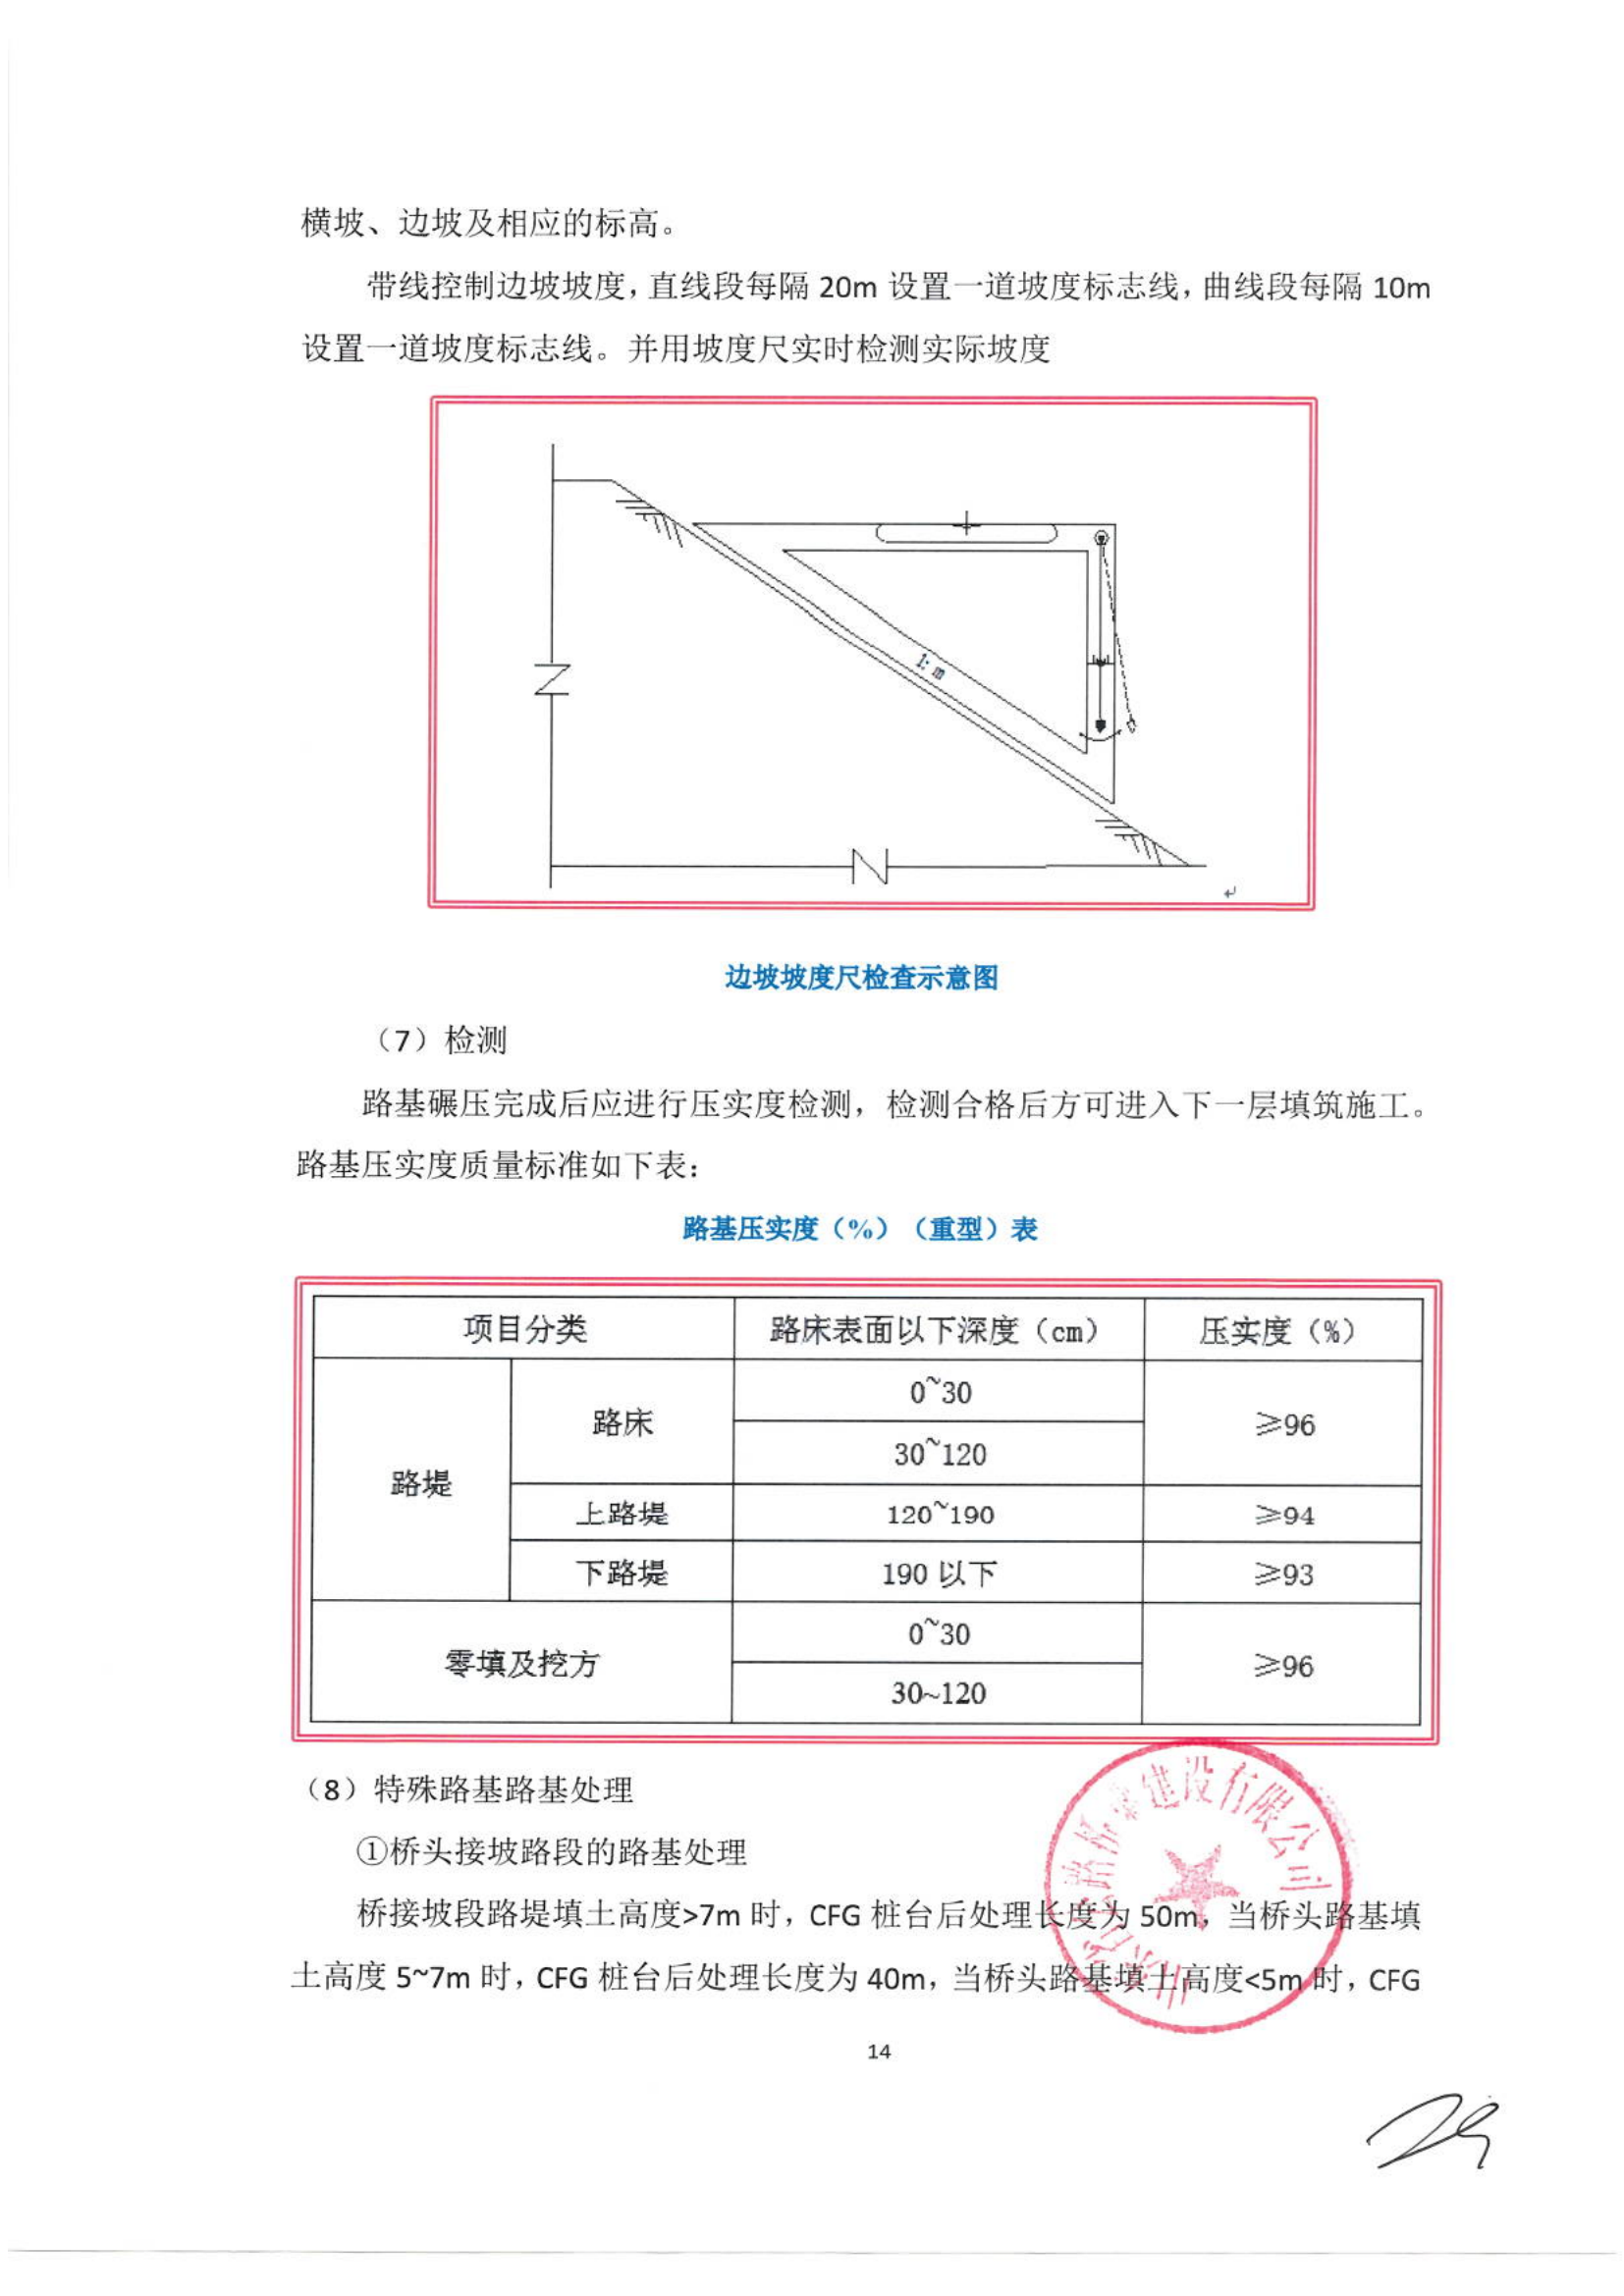 横坡、边坡及相应的标高。
带线控制边坡坡度，直线段每隔 20m 设置一道坡度标志线，曲线段每隔 10m
设置一道坡度标志线。并用坡度尺实时检测实际坡度
1: m
边坡坡度尺检查示意图
（7）检测
路基碾压完成后应进行压实度检测，检测合格后方可进入下一层填筑施工。
路基压实度质量标准如下表：
路基压实度（%）（重型）表
项目分类 路床表面以下深度（cm） 压实度（%）
路堤 路床 0~30 ≥96
30~120
上路堤 120~190 ≥94
下路堤 190 以下 ≥93
零填及挖方 0~30 ≥96
30~120
（8）特殊路基路基处理
①桥头接坡路段的路基处理
桥接坡段路堤填土高度>7m 时，CFG 桩台后处理长度为 50m，当桥头路基填
土高度 5~7m 时，CFG 桩台后处理长度为 40m，当桥头路基填土高度<5m 时，CFG
建设有限公司
14